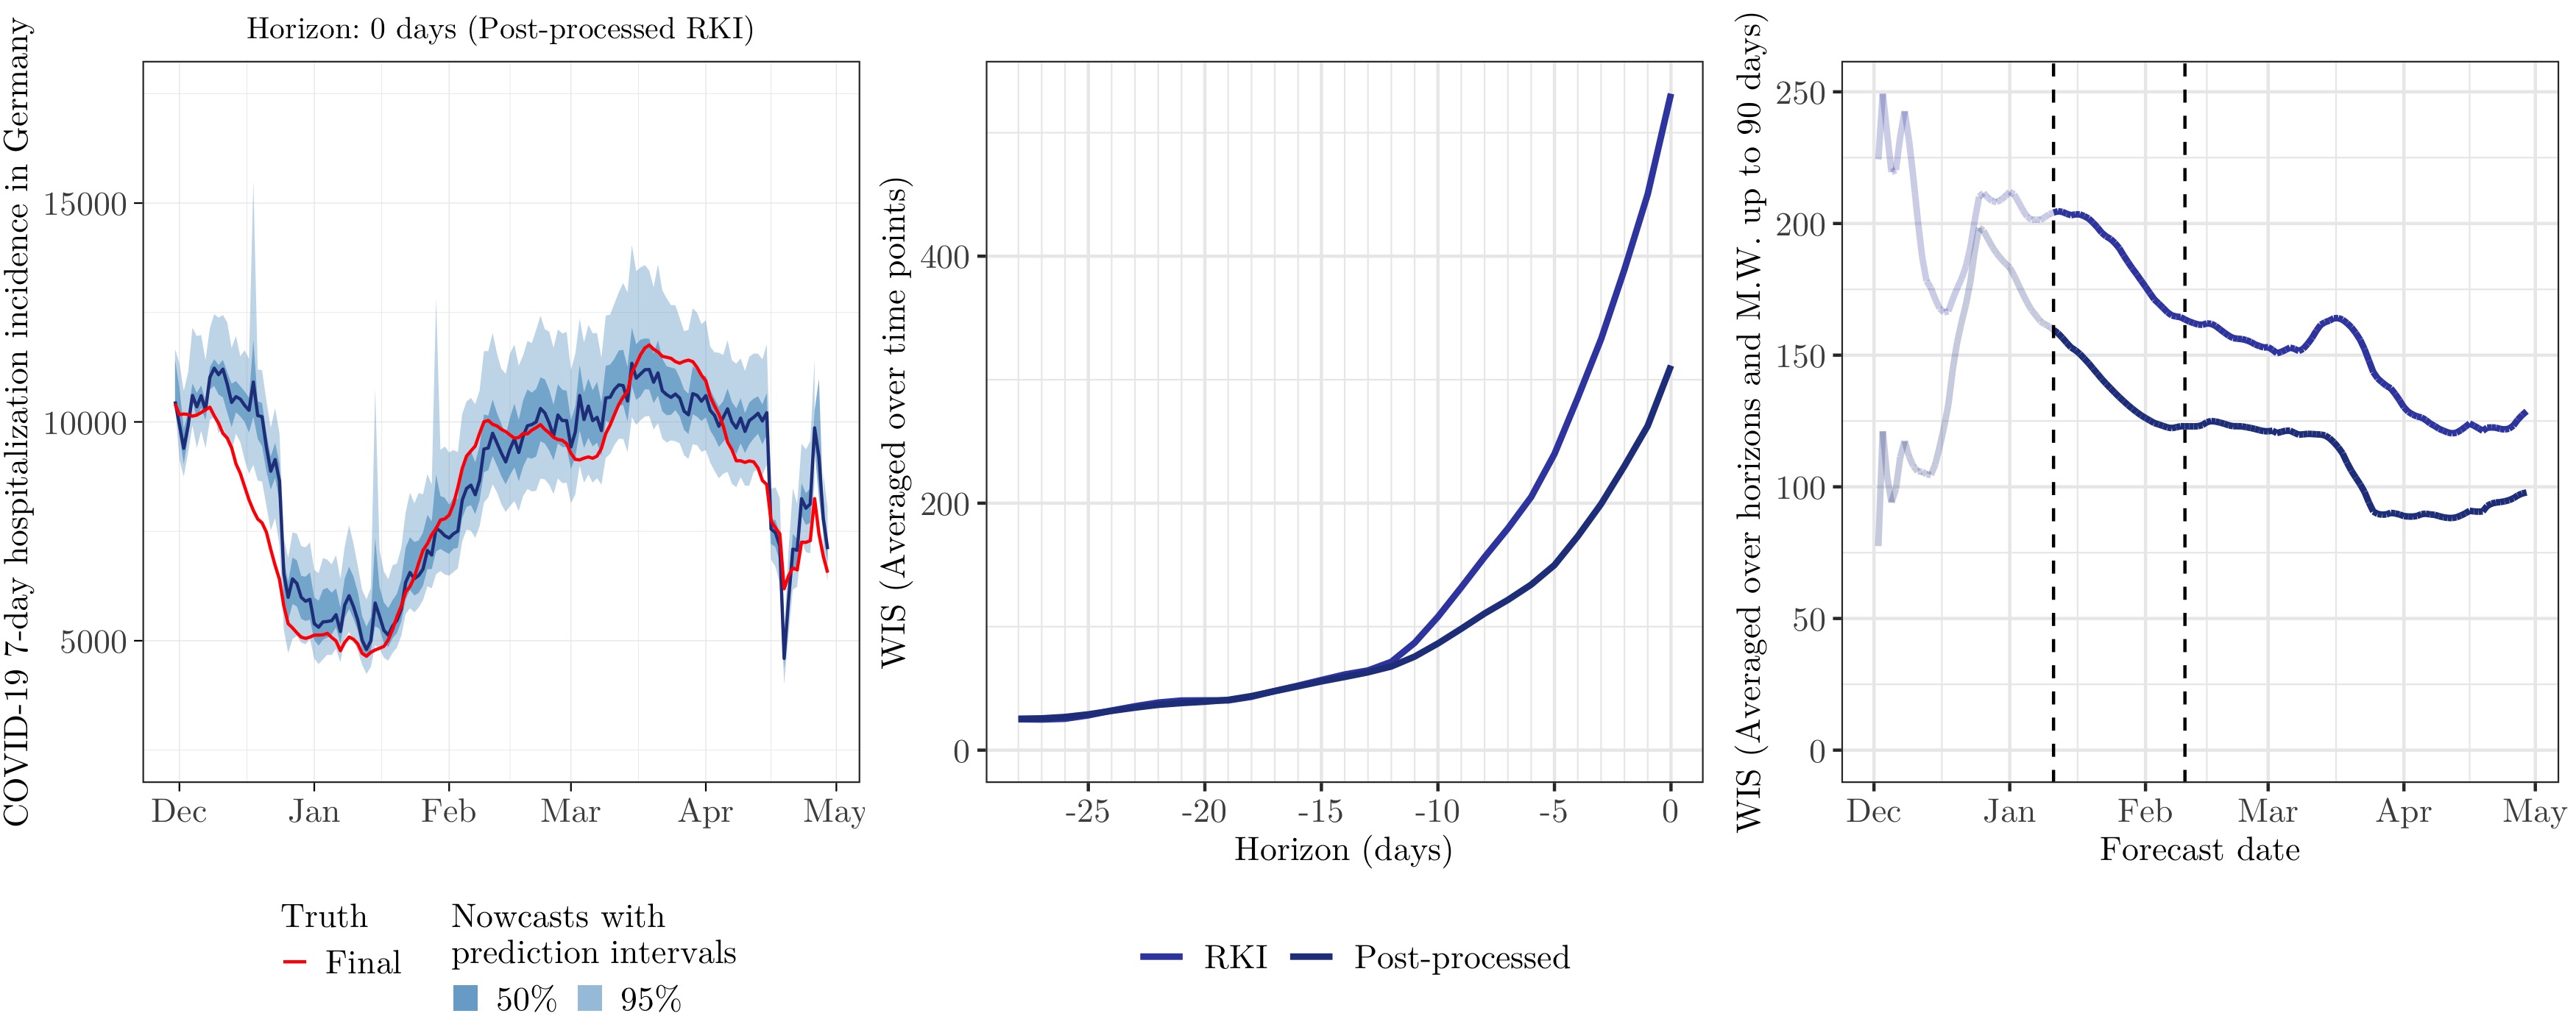 Horizon: 0 days (Post-processed RKI)
COVID-19 7-day hospitalization incidence in Germany
15000
10000
5000
Dec Jan Feb Mar Apr May
Truth
Final
Nowcasts with
prediction intervals
50% 95%
WIS (Averaged over time points)
400
200
0
-25 -20 -15 -10 -5 0
Horizon (days)
RKI Post-processed
WIS (Averaged over horizons and M.W. up to 90 days)
250
200
150
100
50
0
Dec Jan Feb Mar Apr May
Forecast date